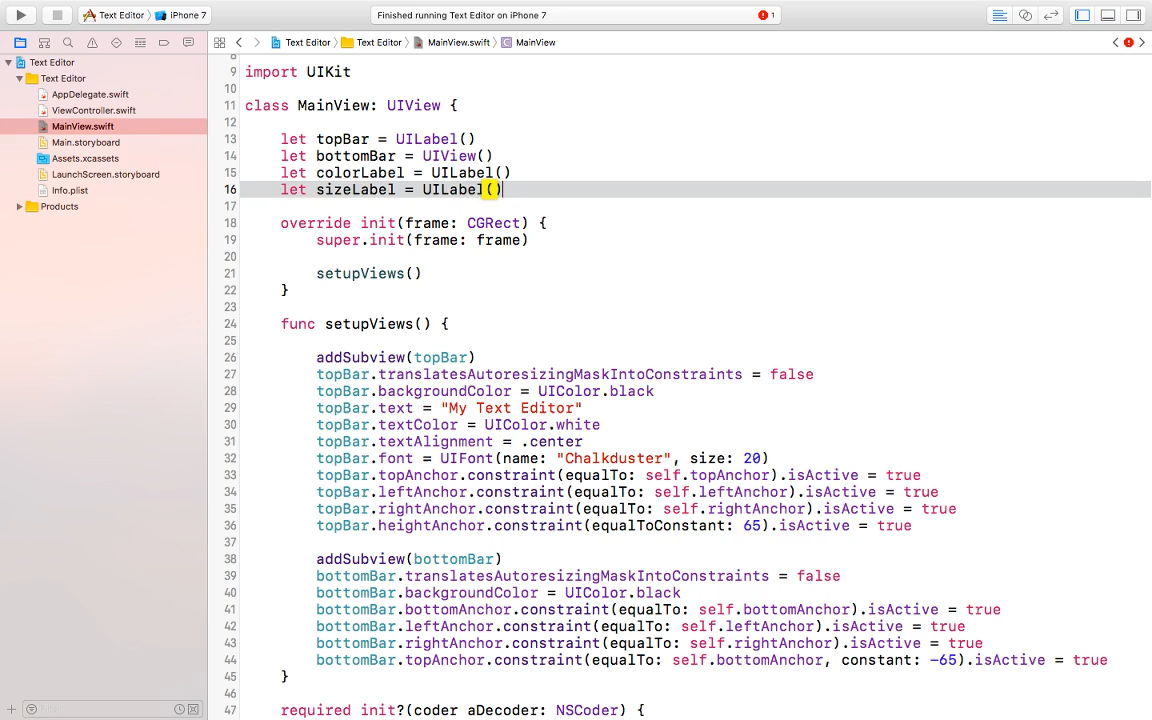 Text Editor iPhone 7 Finished running Text Editor on iPhone 7 1
Text Editor Text Editor MainView.swift MainView
Text Editor
Text Editor
AppDelegate.swift
ViewController.swift
MainView.swift
Main.storyboard
Assets.xcassets
LaunchScreen.storyboard
Info.plist
Products
8
9 import UIKit
10
11 class MainView: UIView {
12
13 let topBar = UILabel()
14 let bottomBar = UIView()
15 let colorLabel = UILabel()
16 let sizeLabel = UILabel()
17
18 override init(frame: CGRect) {
19 super.init(frame: frame)
20
21 setupViews()
22 }
23
24 func setupViews() {
25
26 addSubview(topBar)
27 topBar.translatesAutoresizingMaskIntoConstraints = false
28 topBar.backgroundColor = UIColor.black
29 topBar.text = "My Text Editor"
30 topBar.textColor = UIColor.white
31 topBar.textAlignment = .center
32 topBar.font = UIFont(name: "Chalkduster", size: 20)
33 topBar.topAnchor.constraint(equalTo: self.topAnchor).isActive = true
34 topBar.leftAnchor.constraint(equalTo: self.leftAnchor).isActive = true
35 topBar.rightAnchor.constraint(equalTo: self.rightAnchor).isActive = true
36 topBar.heightAnchor.constraint(equalToConstant: 65).isActive = true
37
38 addSubview(bottomBar)
39 bottomBar.translatesAutoresizingMaskIntoConstraints = false
40 bottomBar.backgroundColor = UIColor.black
41 bottomBar.bottomAnchor.constraint(equalTo: self.bottomAnchor).isActive = true
42 bottomBar.leftAnchor.constraint(equalTo: self.leftAnchor).isActive = true
43 bottomBar.rightAnchor.constraint(equalTo: self.rightAnchor).isActive = true
44 bottomBar.topAnchor.constraint(equalTo: self.bottomAnchor, constant: -65).isActive = true
45 }
46
47 required init?(coder aDecoder: NSCoder) {